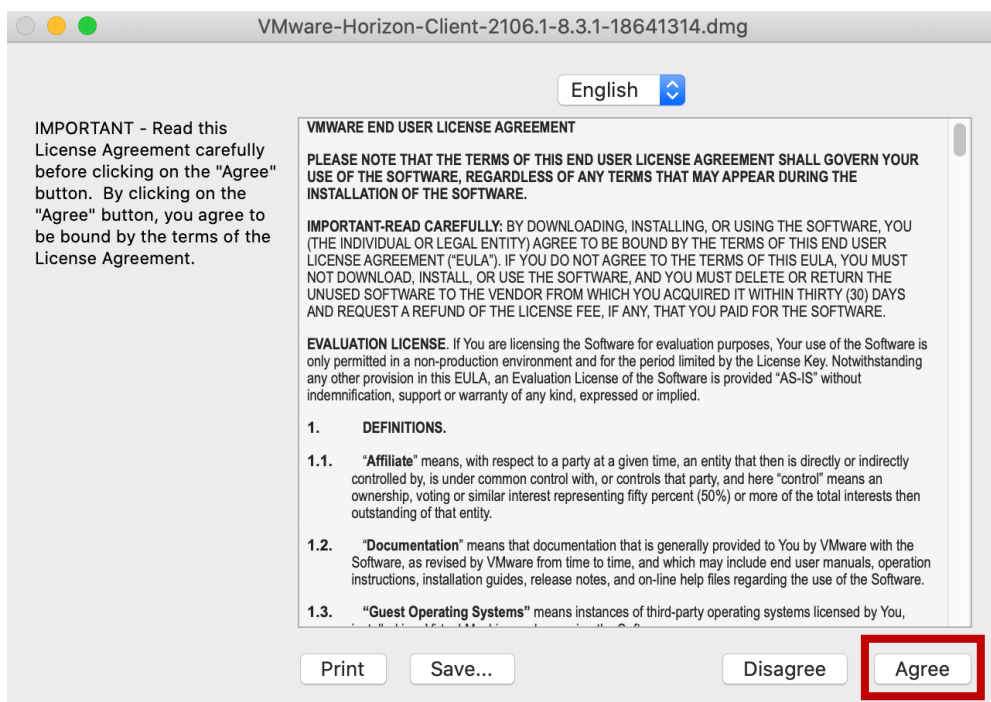 VMware-Horizon-Client-2106.1-8.3.1-18641314.dmg
English
IMPORTANT - Read this
License Agreement carefully
before clicking on the "Agree"
button.  By clicking on the
"Agree" button, you agree to
be bound by the terms of the
License Agreement.
VMWARE END USER LICENSE AGREEMENT
PLEASE NOTE THAT THE TERMS OF THIS END USER LICENSE AGREEMENT SHALL GOVERN YOUR
USE OF THE SOFTWARE, REGARDLESS OF ANY TERMS THAT MAY APPEAR DURING THE
INSTALLATION OF THE SOFTWARE.
IMPORTANT-READ CAREFULLY: BY DOWNLOADING, INSTALLING, OR USING THE SOFTWARE, YOU
(THE INDIVIDUAL OR LEGAL ENTITY) AGREE TO BE BOUND BY THE TERMS OF THIS END USER
LICENSE AGREEMENT (“EULA”). IF YOU DO NOT AGREE TO THE TERMS OF THIS EULA, YOU MUST
NOT DOWNLOAD, INSTALL, OR USE THE SOFTWARE, AND YOU MUST DELETE OR RETURN THE
UNUSED SOFTWARE TO THE VENDOR FROM WHICH YOU ACQUIRED IT WITHIN THIRTY (30) DAYS
AND REQUEST A REFUND OF THE LICENSE FEE, IF ANY, THAT YOU PAID FOR THE SOFTWARE.
EVALUATION LICENSE. If You are licensing the Software for evaluation purposes, Your use of the Software is
only permitted in a non-production environment and for the period limited by the License Key. Notwithstanding
any other provision in this EULA, an Evaluation License of the Software is provided “AS-IS” without
indemnification, support or warranty of any kind, expressed or implied.
1. DEFINITIONS.
1.1. “Affiliate” means, with respect to a party at a given time, an entity that then is directly or indirectly
controlled by, is under common control with, or controls that party, and here “control” means an
ownership, voting or similar interest representing fifty percent (50%) or more of the total interests then
outstanding of that entity.
1.2. “Documentation” means that documentation that is generally provided to You by VMware with the
Software, as revised by VMware from time to time, and which may include end user manuals, operation
instructions, installation guides, release notes, and on-line help files regarding the use of the Software.
1.3. “Guest Operating Systems” means instances of third-party operating systems licensed by You,
Print
Save...
Disagree
Agree